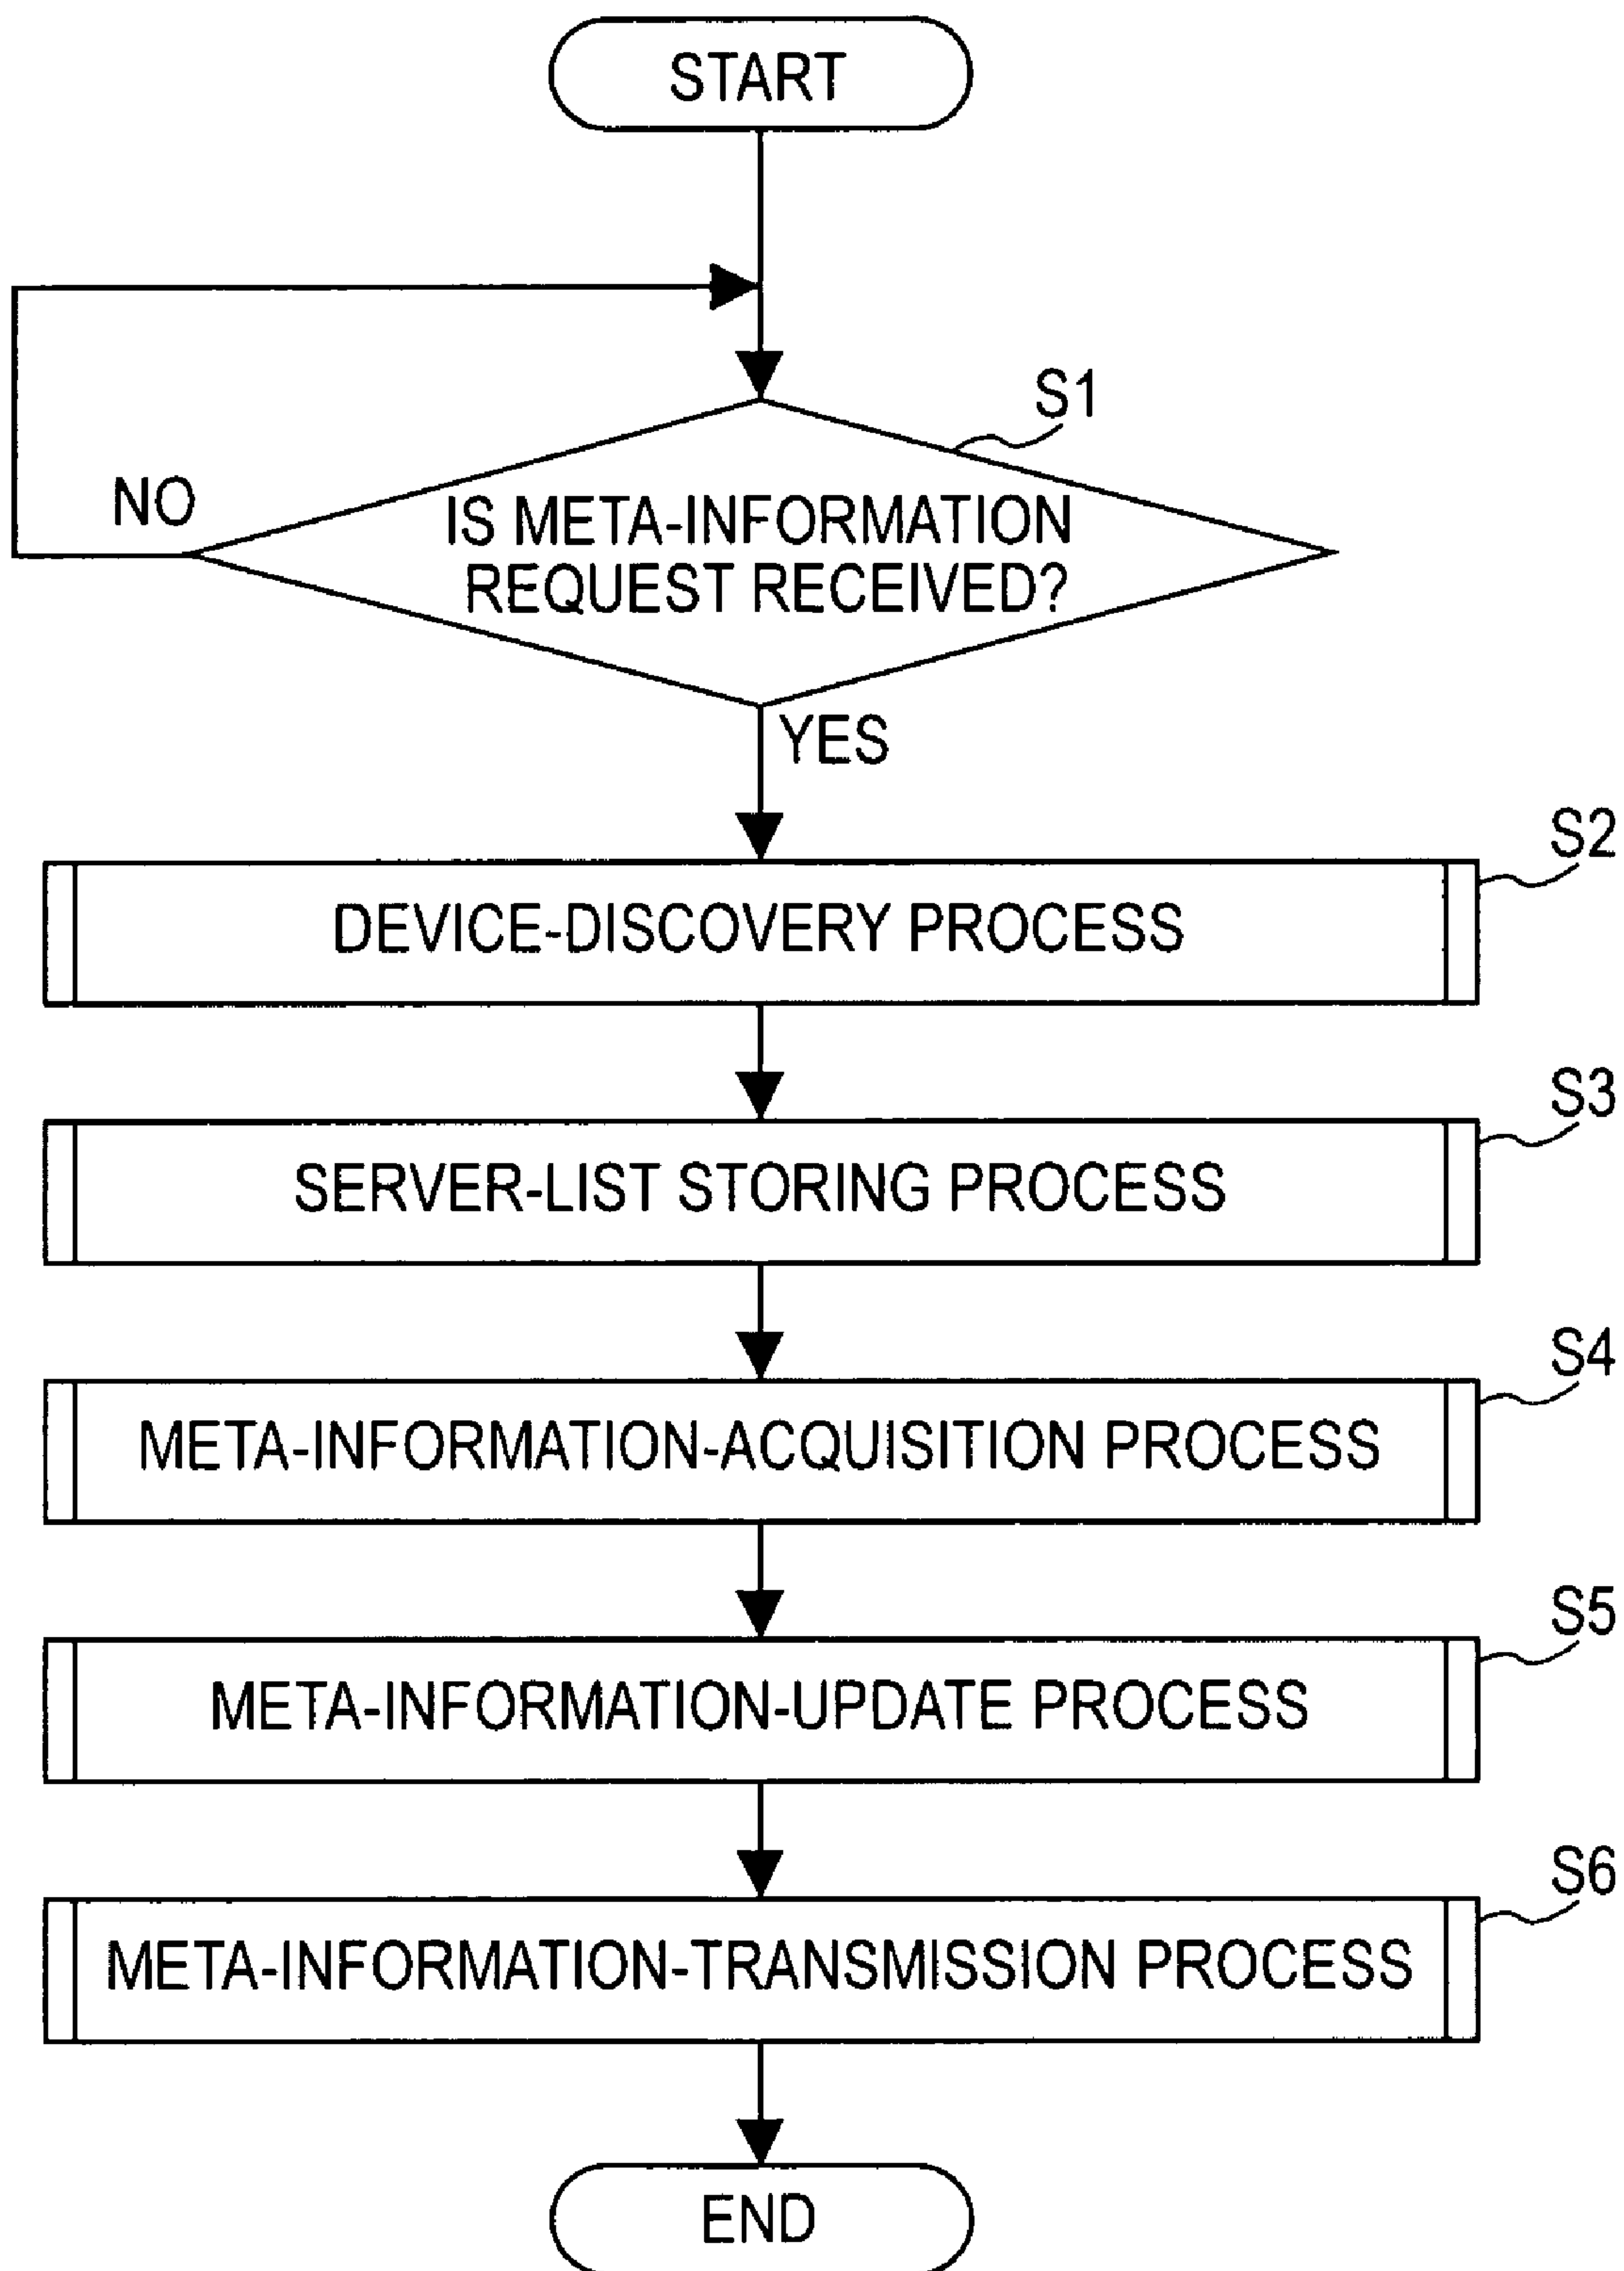 START
S1
NO
IS META-INFORMATION
REQUEST RECEIVED?
YES
S2
DEVICE-DISCOVERY PROCESS
S3
SERVER-LIST STORING PROCESS
S4
META-INFORMATION-ACQUISITION PROCESS
S5
META-INFORMATION-UPDATE PROCESS
S6
META-INFORMATION-TRANSMISSION PROCESS
END